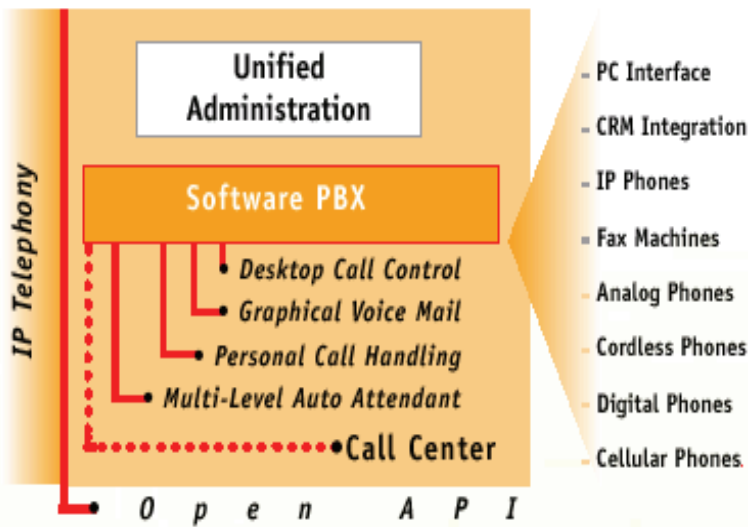 Unified
Administration
IP Telephony
Software PBX
Desktop Call Control
Graphical Voice Mail
Personal Call Handling
Multi-Level Auto Attendant
Call Center
Open API
PC Interface
CRM Integration
IP Phones
Fax Machines
Analog Phones
Cordless Phones
Digital Phones
Cellular Phones.